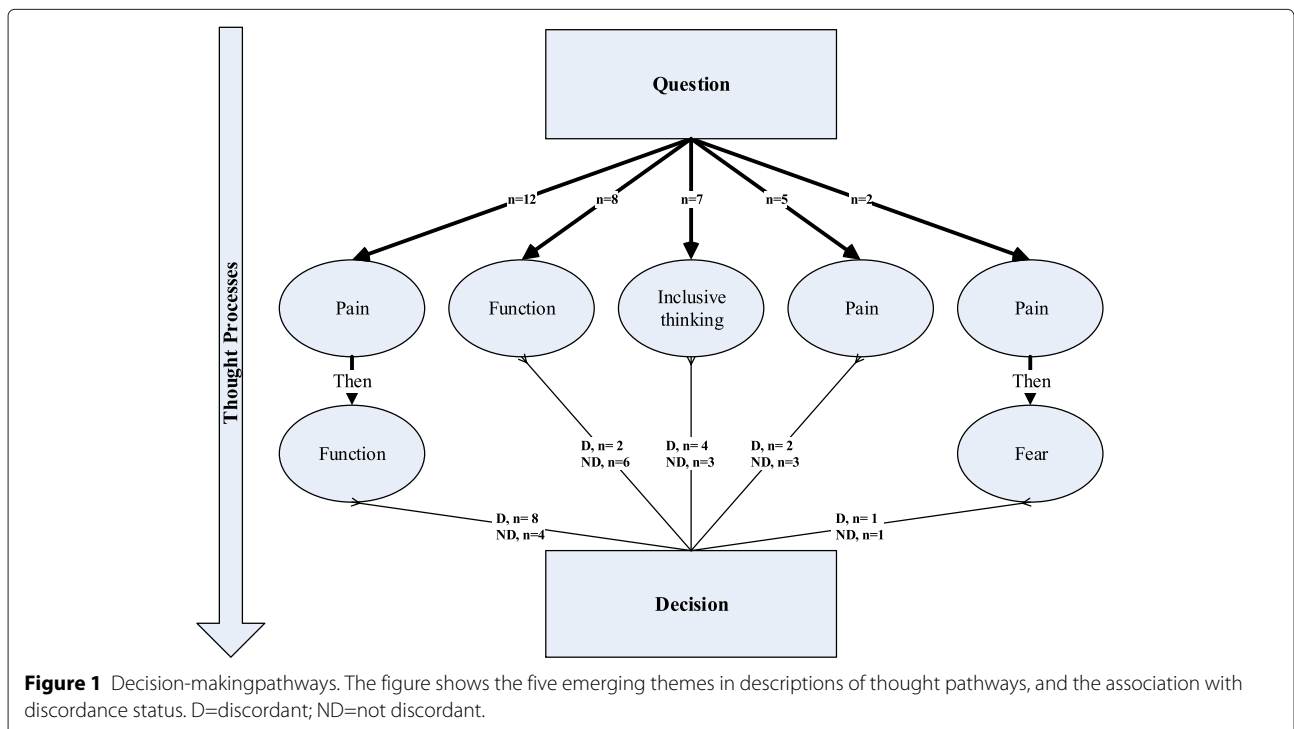 Question
n=12
n=8
n=7
n=5
n=2
Thought Processes
Pain
Function
Inclusive
thinking
Pain
Pain
Then
Then
Function
Fear
D, n= 2
ND, n=6
D, n= 4
ND, n=3
D, n= 2
ND, n=3
D, n= 8
ND, n=4
D, n= 1
ND, n=1
Decision
Figure 1 Decision-makingpathways. The figure shows the five emerging themes in descriptions of thought pathways, and the association with
discordance status. D=discordant; ND=not discordant.